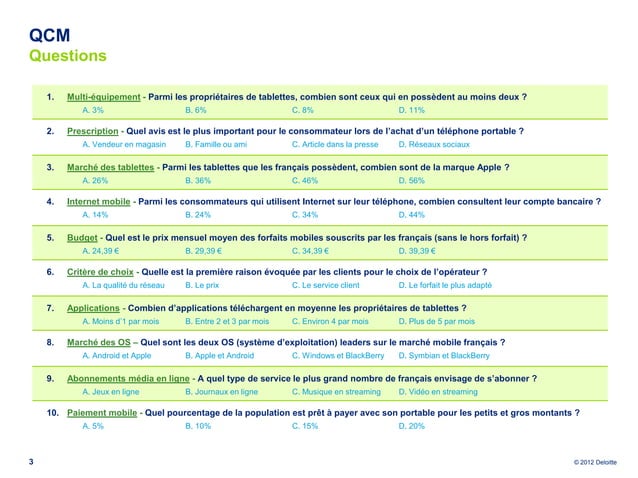 QCM
Questions
1. Multi-équipement - Parmi les propriétaires de tablettes, combien sont ceux qui en possèdent au moins deux ?
A. 3% B. 6% C. 8% D. 11%
2. Prescription - Quel avis est le plus important pour le consommateur lors de l'achat d'un téléphone portable ?
A. Vendeur en magasin B. Famille ou ami C. Article dans la presse D. Réseaux sociaux
3. Marché des tablettes - Parmi les tablettes que les français possèdent, combien sont de la marque Apple ?
A. 26% B. 36% C. 46% D. 56%
4. Internet mobile - Parmi les consommateurs qui utilisent Internet sur leur téléphone, combien consultent leur compte bancaire ?
A. 14% B. 24% C. 34% D. 44%
5. Budget - Quel est le prix mensuel moyen des forfaits mobiles souscrits par les français (sans le hors forfait) ?
A. 24,39 € B. 29,39 € C. 34,39 € D. 39,39 €
6. Critère de choix - Quelle est la première raison évoquée par les clients pour le choix de l'opérateur ?
A. La qualité du réseau B. Le prix C. Le service client D. Le forfait le plus adapté
7. Applications - Combien d'applications téléchargent en moyenne les propriétaires de tablettes ?
A. Moins d'1 par mois B. Entre 2 et 3 par mois C. Environ 4 par mois D. Plus de 5 par mois
8. Marché des OS – Quel sont les deux OS (système d'exploitation) leaders sur le marché mobile français ?
A. Android et Apple B. Apple et Android C. Windows et BlackBerry D. Symbian et BlackBerry
9. Abonnements média en ligne - A quel type de service le plus grand nombre de français envisage de s'abonner ?
A. Jeux en ligne B. Journaux en ligne C. Musique en streaming D. Vidéo en streaming
10. Paiement mobile - Quel pourcentage de la population est prêt à payer avec son portable pour les petits et gros montants ?
A. 5% B. 10% C. 15% D. 20%
3 © 2012 Deloitte